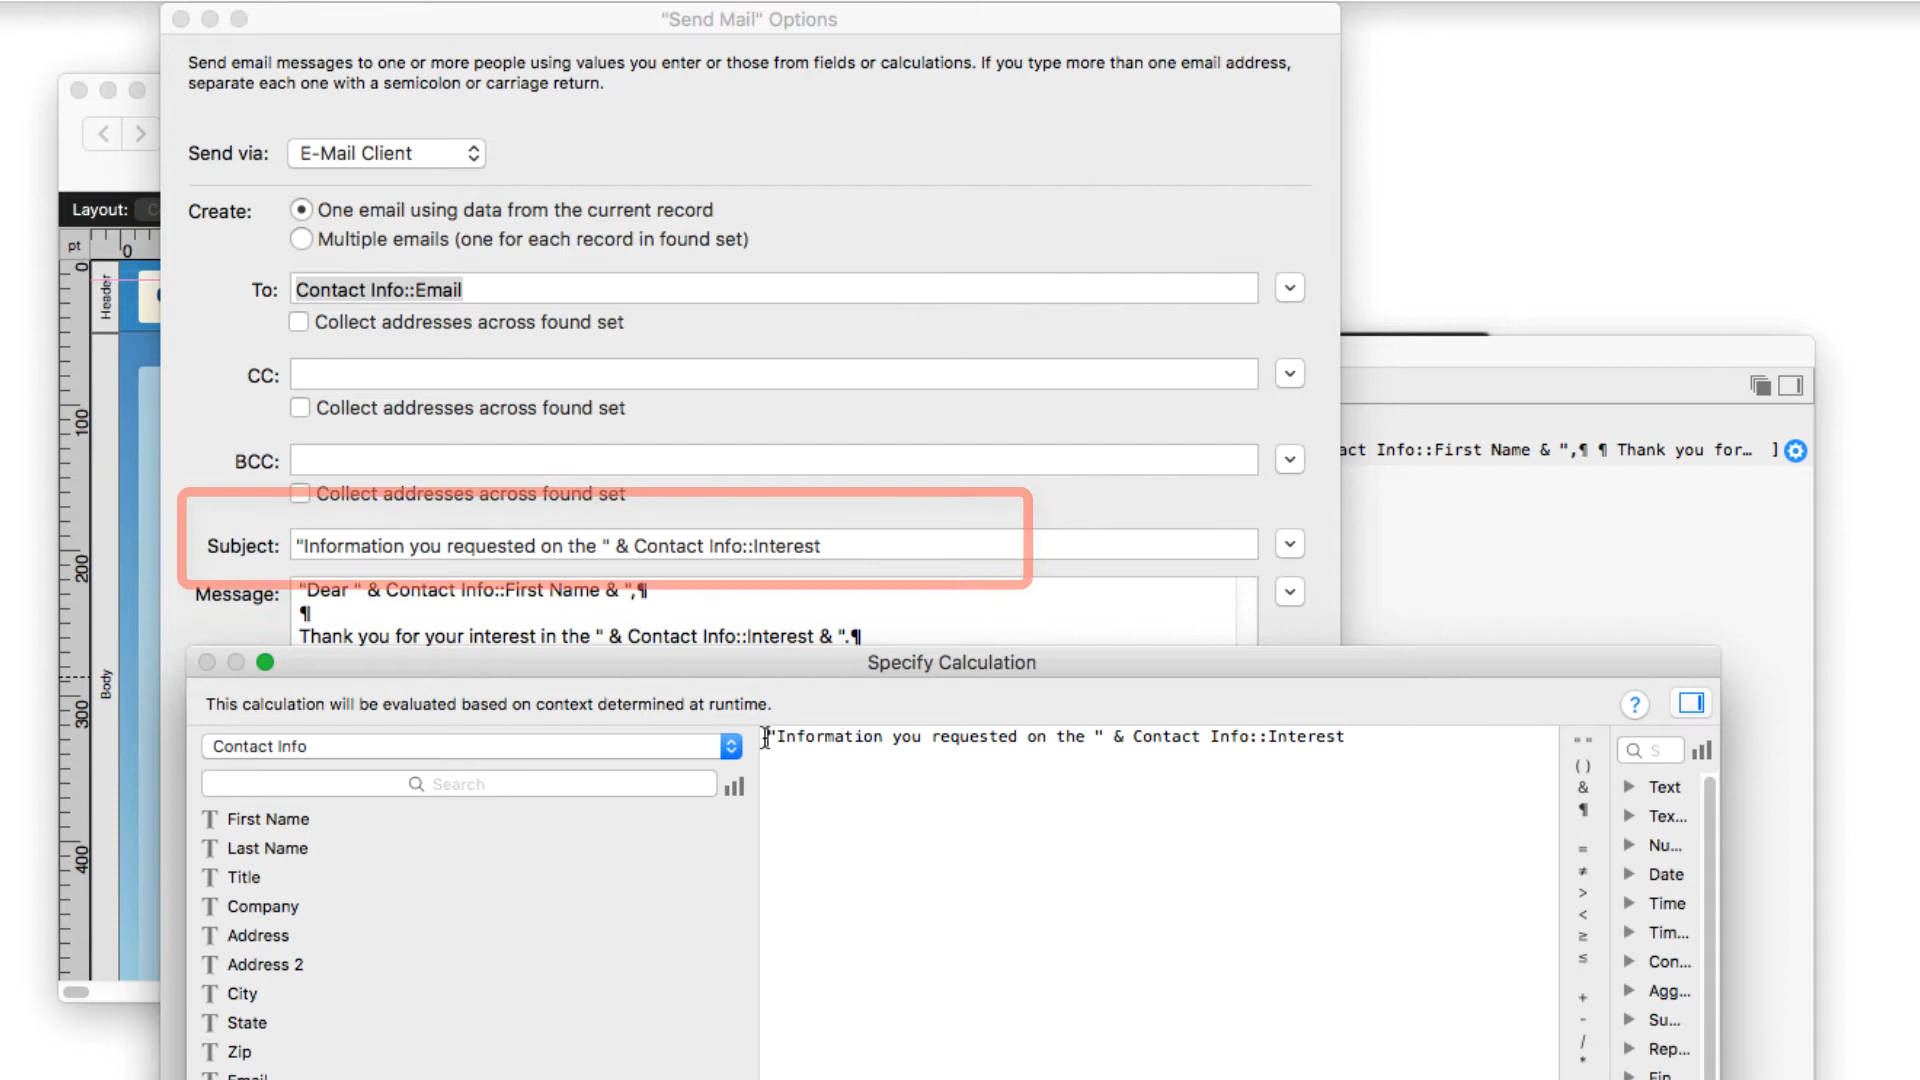 "Send Mail" Options
Send email messages to one or more people using values you enter or those from fields or calculations. If you type more than one email address,
separate each one with a semicolon or carriage return.
Send via: E-Mail Client
Create: One email using data from the current record
Multiple emails (one for each record in found set)
To: Contact Info::Email
Collect addresses across found set
CC:
Collect addresses across found set
BCC:
Collect addresses across found set
Subject: "Information you requested on the " & Contact Info::Interest
Message: "Dear " & Contact Info::First Name & ",¶
¶
Thank you for your interest in the " & Contact Info::Interest & ".¶
Layout:
pt
0
0
100
200
300
400
Header
Body
act Info::First Name & ",¶ ¶ Thank you for… ]
Specify Calculation
This calculation will be evaluated based on context determined at runtime.
?
Contact Info
Search
T First Name
T Last Name
T Title
T Company
T Address
T Address 2
T City
T State
T Zip
T Email
"Information you requested on the " & Contact Info::Interest
" "
( )
&
¶
=
≠
>
<
≥
≤
+
-
/
*
S
Text
Tex...
Nu...
Date
Time
Tim...
Con...
Agg...
Su...
Rep...
Fin